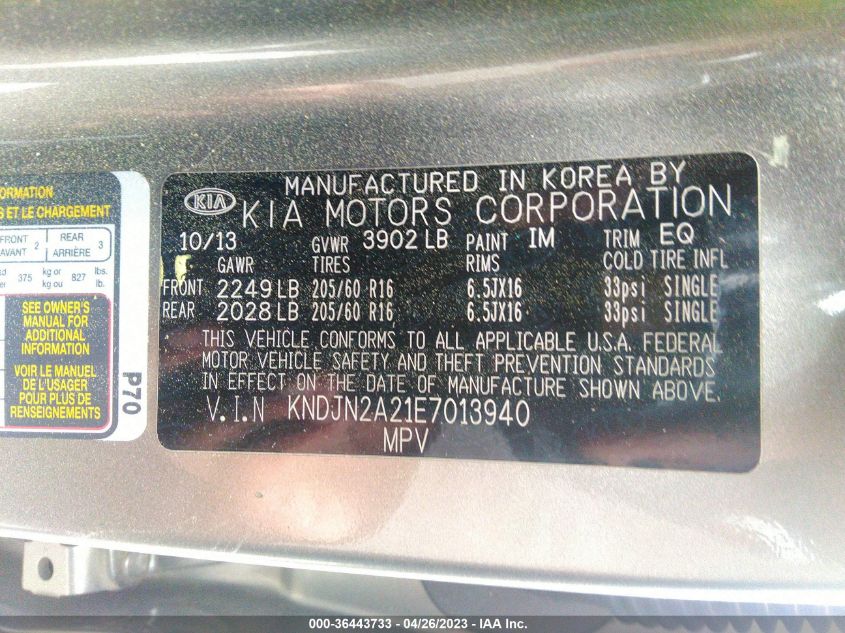 ORMATION
S ET LE CHARGEMENT
FRONT
AVANT 2
REAR
ARRIÈRE 3
375 kg or
kg ou 827 lbs.
lb.
SEE OWNER'S
MANUAL FOR
ADDITIONAL
INFORMATION
VOIR LE MANUEL
DE L'USAGER
POUR PLUS DE
RENSEIGNEMENTS
P70
MANUFACTURED IN KOREA BY
KIA KIA MOTORS CORPORATION
10/13 GVWR 3902 LB PAINT IM TRIM EQ
GAWR TIRES RIMS COLD TIRE INFL
FRONT 2249 LB 205/60 R16 6.5JX16 33psi SINGLE
REAR 2028 LB 205/60 R16 6.5JX16 33psi SINGLE
THIS VEHICLE CONFORMS TO ALL APPLICABLE U.S.A. FEDERAL
MOTOR VEHICLE SAFETY AND THEFT PREVENTION STANDARDS
IN EFFECT ON THE DATE OF MANUFACTURE SHOWN ABOVE.
V.I.N KNDJN2A21E7013940
MPV
000-36443733 - 04/26/2023 - IAA Inc.